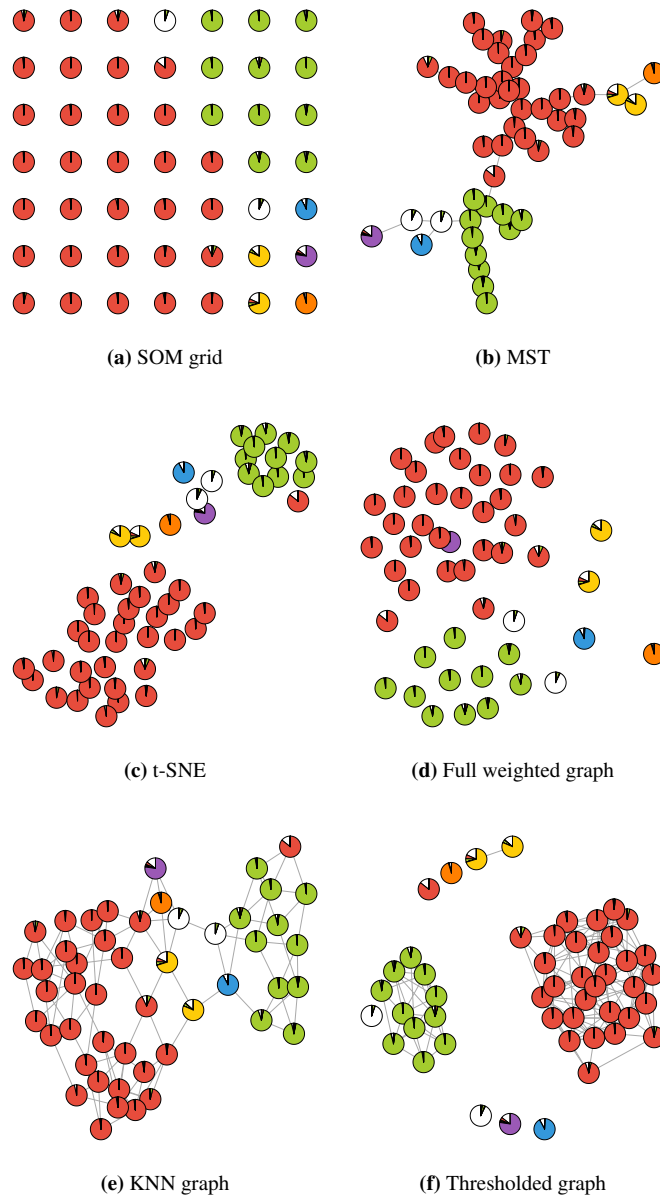 (a) SOM grid
(b) MST
(c) t-SNE
(d) Full weighted graph
(e) KNN graph
(f) Thresholded graph